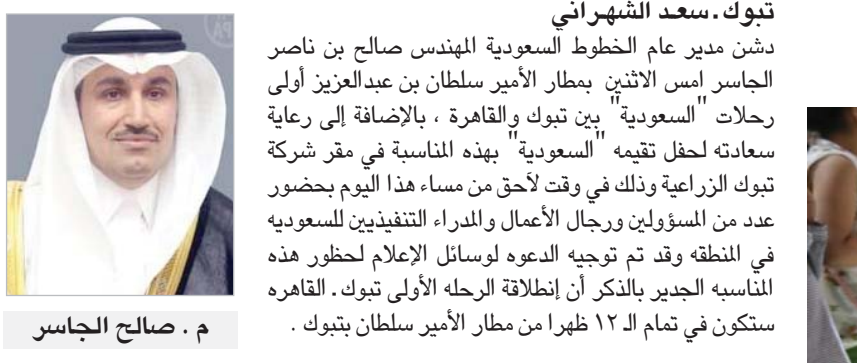 تبوك.سعد الشهراني
دشن مدير عام الخطوط السعودية المهندس صالح بن ناصر
الجاسر امس الاثنين بمطار الأمير سلطان بن عبدالعزيز أولى
رحلات "السعودية" بين تبوك والقاهرة ، بالإضافة إلى رعاية
سعادته لحفل تقيمه "السعودية" بهذه المناسبة في مقر شركة
تبوك الزراعية وذلك في وقت لآحق من مساء هذا اليوم بحضور
عدد من المسؤولين ورجال الأعمال والمدراء التنفيذيين للسعوديه
في المنطقه وقد تم توجيه الدعوه لوسائل الإعلام لحظور هذه
المناسبه الجدير بالذكر أن إنطلاقة الرحله الأولى تبوك. القاهره
ستكون في تمام الـ ١٢ ظهرا من مطار الأمير سلطان بتبوك .
م . صالح الجاسر